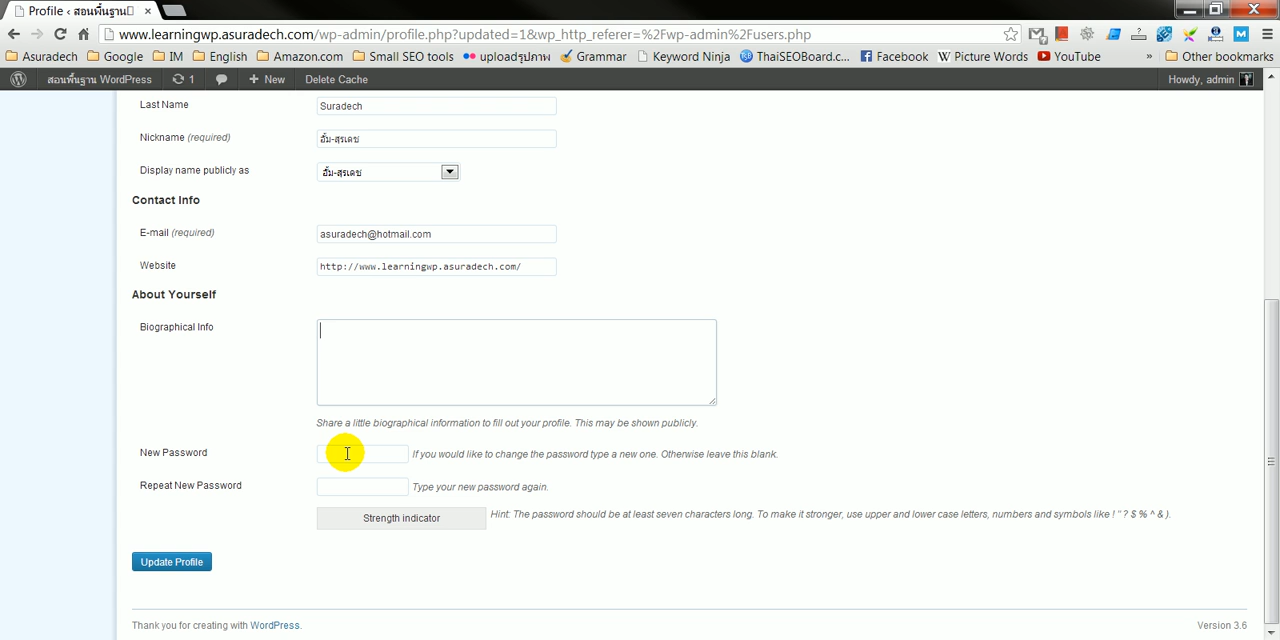 Profile ‹ สอนพื้นฐาน
www.learningwp.asuradech.com/wp-admin/profile.php?updated=1&wp_http_referer=%2Fwp-admin%2Fusers.php
Asuradech Google IM English Amazon.com Small SEO tools uploadรูปภาพ Grammar Keyword Ninja ThaiSEOBoard.c... Facebook Picture Words YouTube » Other bookmarks
สอนพื้นฐาน WordPress 1 + New Delete Cache Howdy, admin
Last Name Suradech
Nickname (required) อั้ม-สุรเดช
Display name publicly as อั้ม-สุรเดช
Contact Info
E-mail (required) asuradech@hotmail.com
Website http://www.learningwp.asuradech.com/
About Yourself
Biographical Info
Share a little biographical information to fill out your profile. This may be shown publicly.
New Password If you would like to change the password type a new one. Otherwise leave this blank.
Repeat New Password Type your new password again.
Strength indicator Hint: The password should be at least seven characters long. To make it stronger, use upper and lower case letters, numbers and symbols like ! " ? $ % ^ & ).
Update Profile
Thank you for creating with WordPress. Version 3.6